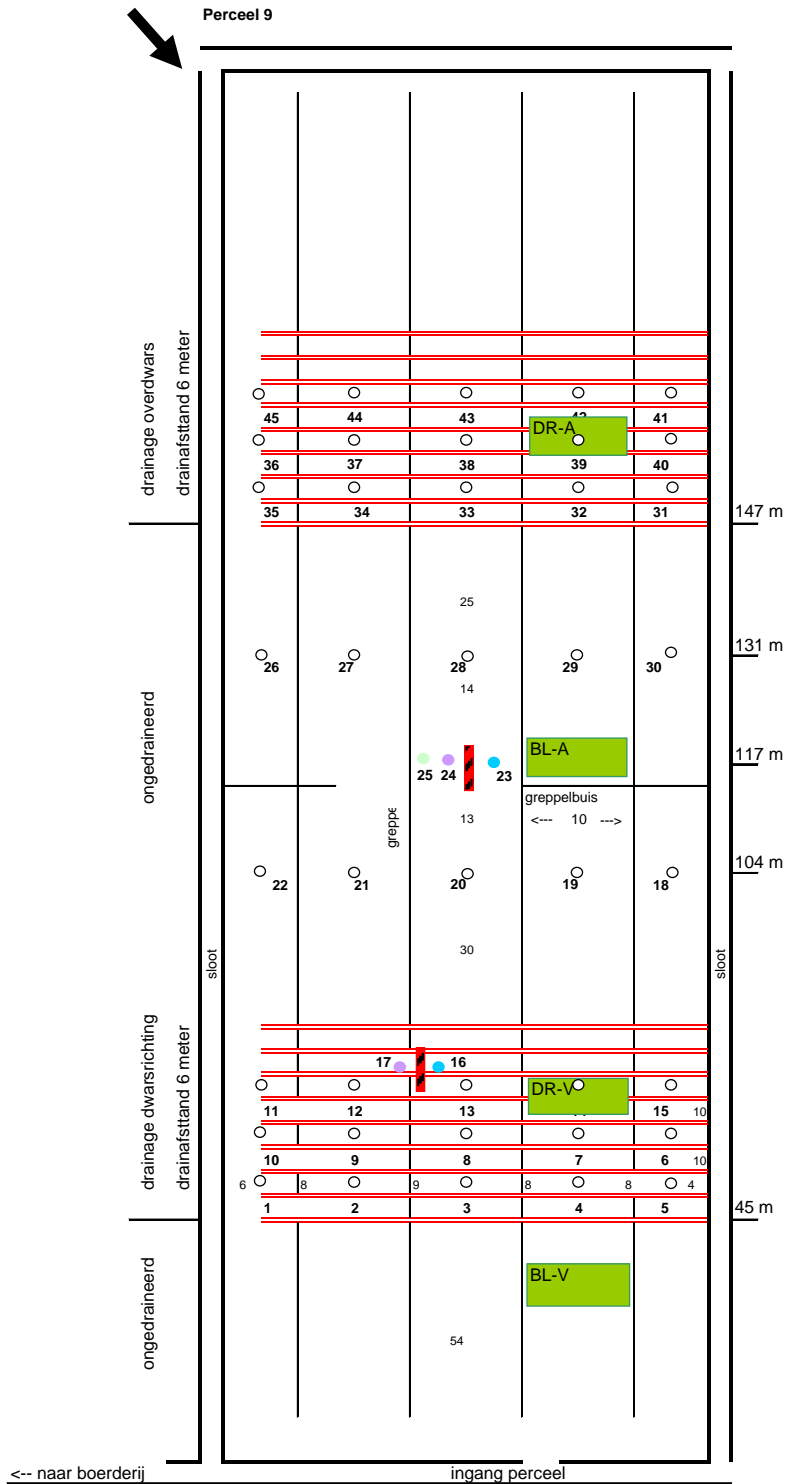 Perceel 9
drainage overdwars
drainafsttand 6 meter
45 44 43 41
DR-A
36 37 38 39 40
35 34 33 32 31
147 m
25
131 m
26 27 28 29 30
14
ongedraineerd
BL-A
117 m
25 24 23
greppelbuis
<--- 10 --->
13
greppe
104 m
22 21 20 19 18
30
sloot
sloot
drainage dwarsrichting
drainafsttand 6 meter
17 16
DR-V
11 12 13 15 10
10 9 8 7 6 10
6 8 9 8 8 4
1 2 3 4 5
45 m
ongedraineerd
BL-V
54
<-- naar boerderij
ingang perceel